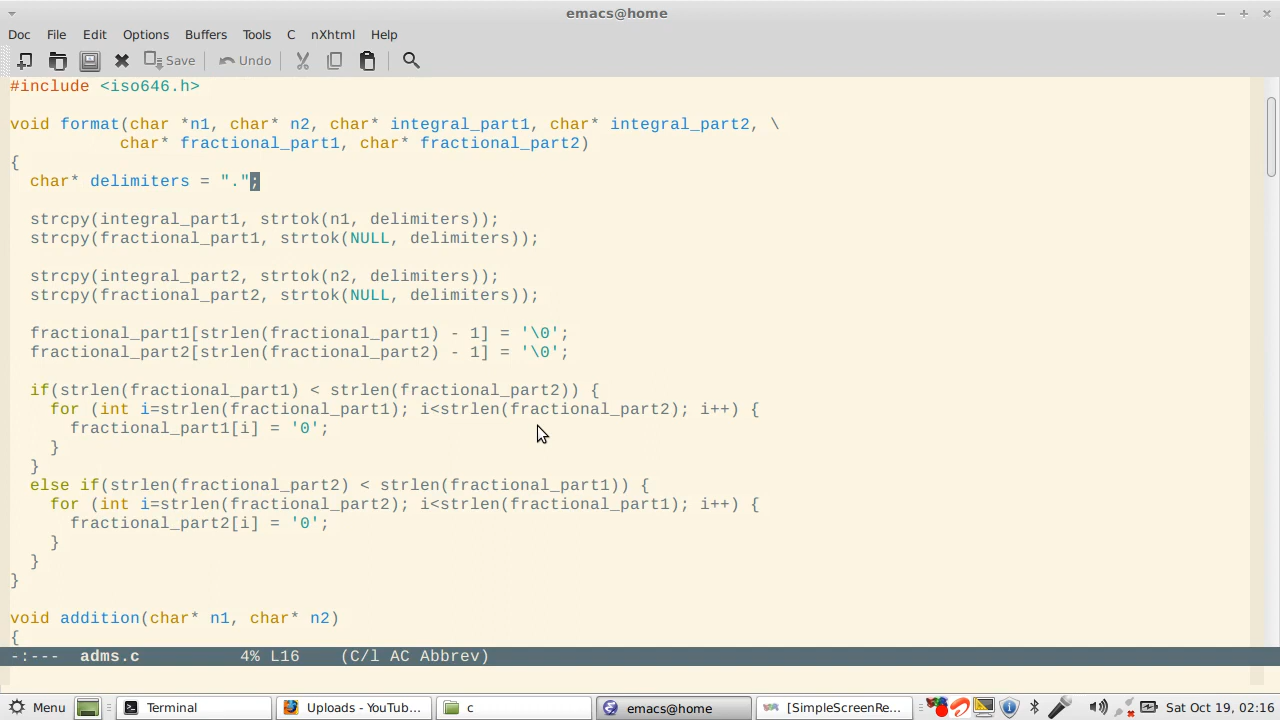 emacs@home
Doc File Edit Options Buffers Tools C nXhtml Help
Save Undo
#include <iso646.h>
void format(char *n1, char* n2, char* integral_part1, char* integral_part2, \
char* fractional_part1, char* fractional_part2)
{
char* delimiters = ".";
strcpy(integral_part1, strtok(n1, delimiters));
strcpy(fractional_part1, strtok(NULL, delimiters));
strcpy(integral_part2, strtok(n2, delimiters));
strcpy(fractional_part2, strtok(NULL, delimiters));
fractional_part1[strlen(fractional_part1) - 1] = '\0';
fractional_part2[strlen(fractional_part2) - 1] = '\0';
if(strlen(fractional_part1) < strlen(fractional_part2)) {
for (int i=strlen(fractional_part1); i<strlen(fractional_part2); i++) {
fractional_part1[i] = '0';
}
}
else if(strlen(fractional_part2) < strlen(fractional_part1)) {
for (int i=strlen(fractional_part2); i<strlen(fractional_part1); i++) {
fractional_part2[i] = '0';
}
}
}
void addition(char* n1, char* n2)
{
-:--- adms.c 4% L16 (C/l AC Abbrev)
Menu Terminal Uploads - YouTub... c emacs@home [SimpleScreenRe... Sat Oct 19, 02:16